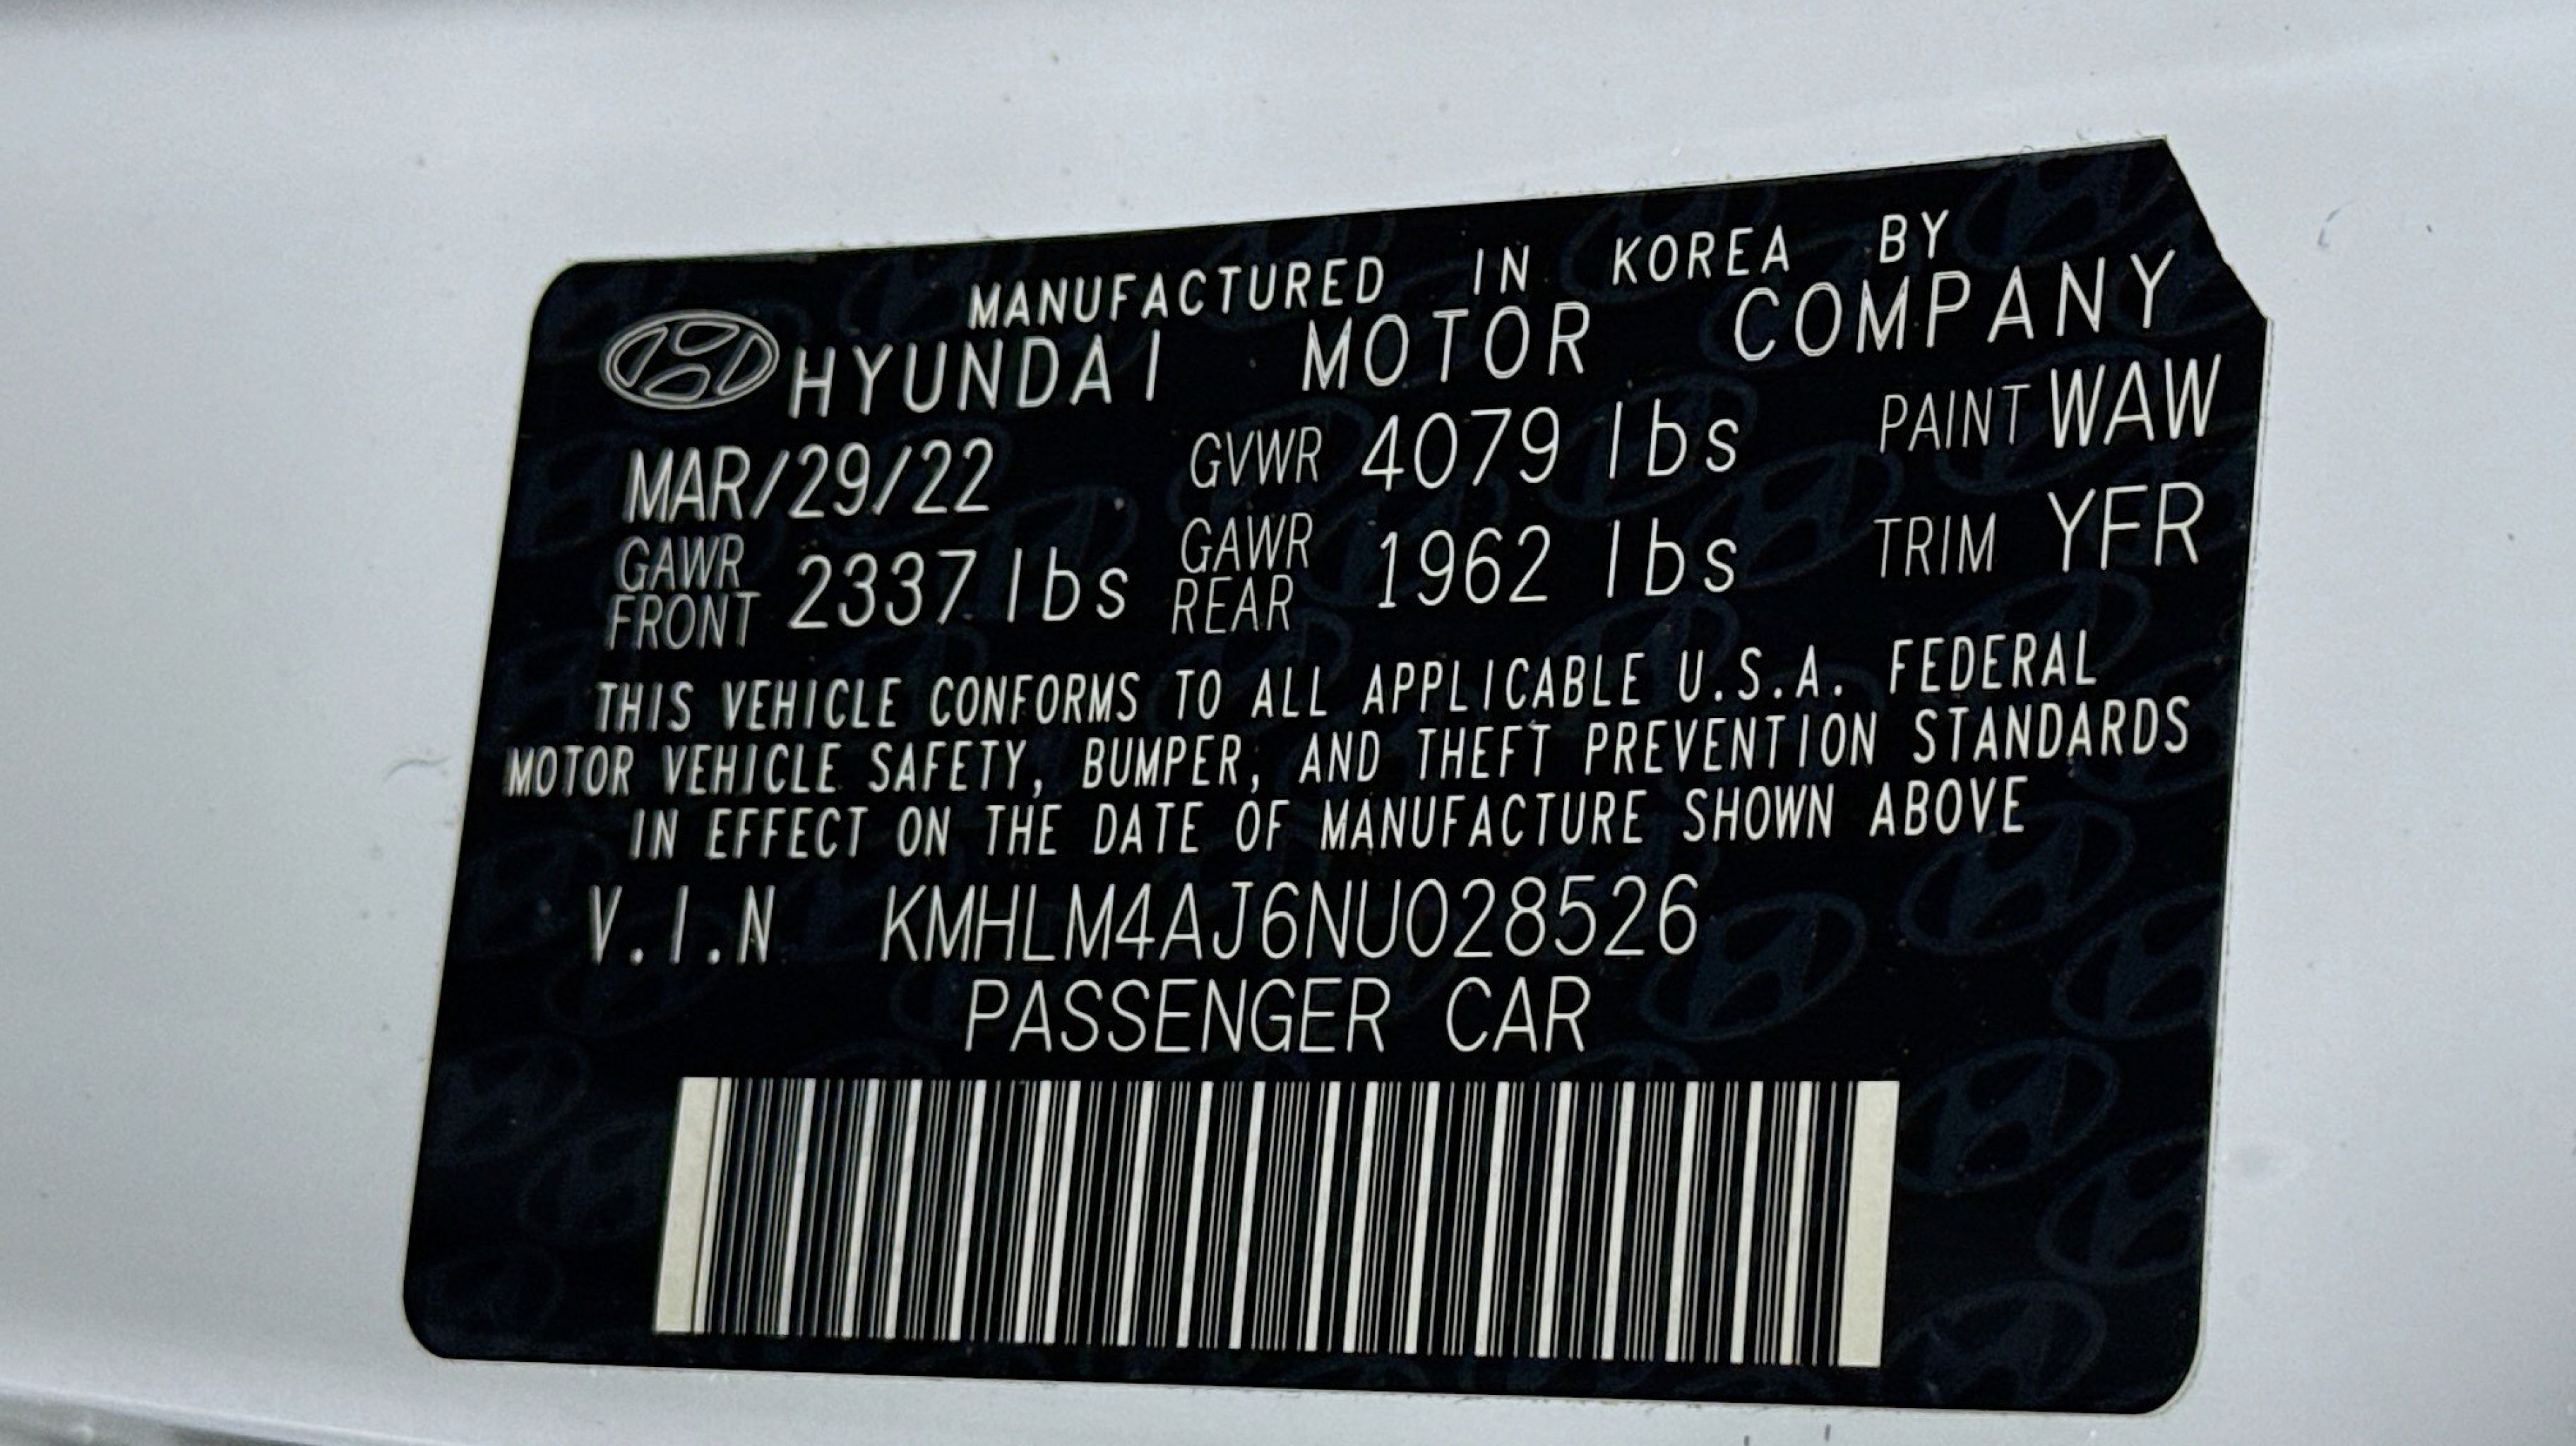 MANUFACTURED IN KOREA BY
HYUNDAI MOTOR COMPANY
MAR/29/22 GVWR 4079 lbs PAINT WAW
GAWR FRONT 2337 lbs GAWR REAR 1962 lbs TRIM YFR
THIS VEHICLE CONFORMS TO ALL APPLICABLE U.S.A. FEDERAL
MOTOR VEHICLE SAFETY, BUMPER, AND THEFT PREVENTION STANDARDS
IN EFFECT ON THE DATE OF MANUFACTURE SHOWN ABOVE
V.I.N KMHLM4AJ6NU028526
PASSENGER CAR